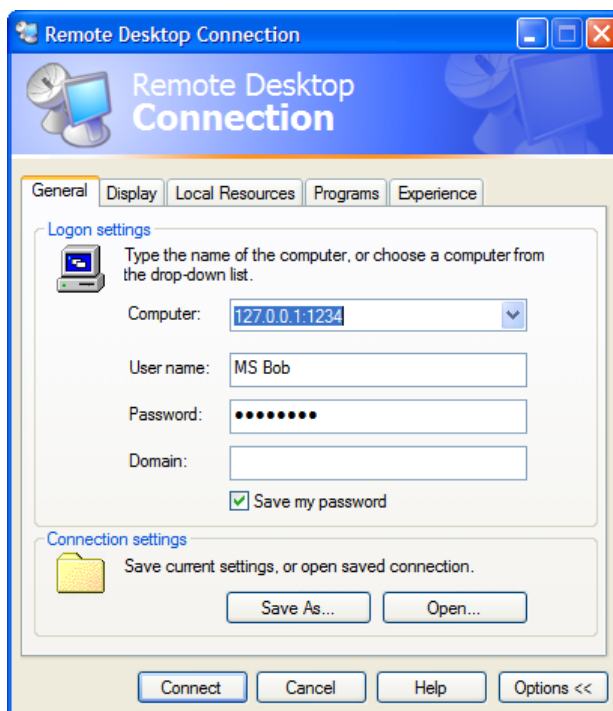 Remote Desktop Connection
Remote Desktop
Connection
General Display Local Resources Programs Experience
Logon settings
Type the name of the computer, or choose a computer from
the drop-down list.
Computer: 127.0.0.1:1234
User name: MS Bob
Password: ••••••••
Domain:
Save my password
Connection settings
Save current settings, or open saved connection.
Save As... Open...
Connect Cancel Help Options <<